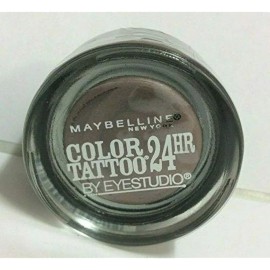 MAYBELLINE®
NEW YORK
COLOR
TATTOO® 24HR
BY EYESTUDIO®